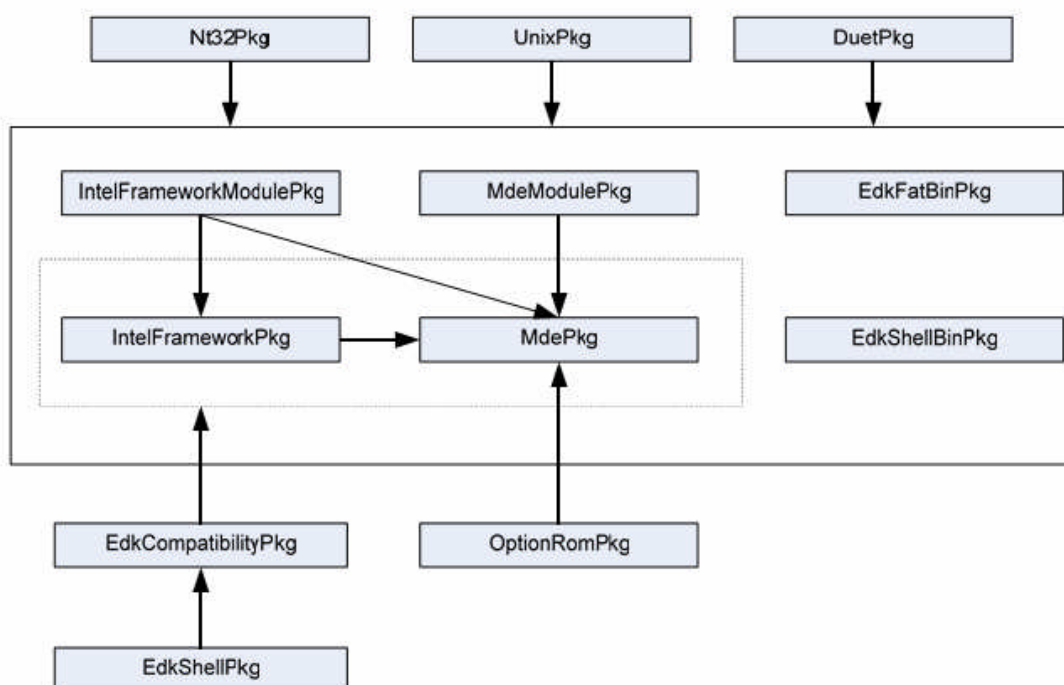 Nt32Pkg
UnixPkg
DuetPkg
IntelFrameworkModulePkg
MdeModulePkg
EdkFatBinPkg
IntelFrameworkPkg
MdePkg
EdkShellBinPkg
EdkCompatibilityPkg
OptionRomPkg
EdkShellPkg